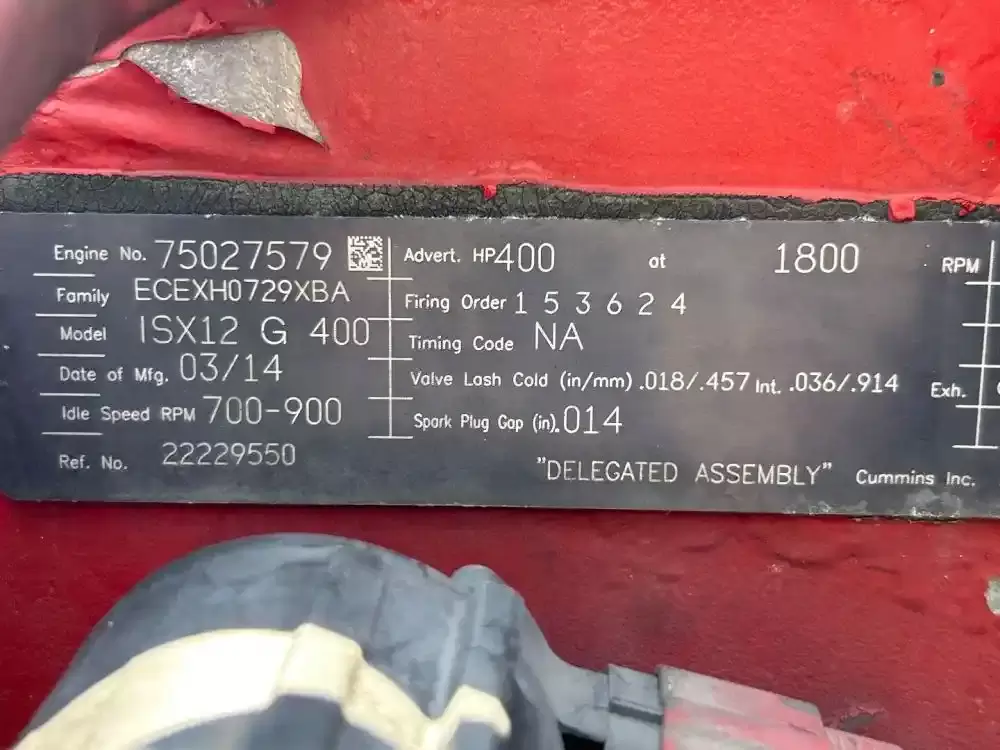 Engine No. 75027579
Family ECEXH0729XBA
Model ISX12 G 400
Date of Mfg. 03/14
Idle Speed RPM 700-900
Ref. No. 22229550
Advert. HP 400 at 1800 RPM
Firing Order 1 5 3 6 2 4
Timing Code NA
Valve Lash Cold (in/mm) .018/.457 Int. .036/.914 Exh.
Spark Plug Gap (in). 014
"DELEGATED ASSEMBLY" Cummins Inc.